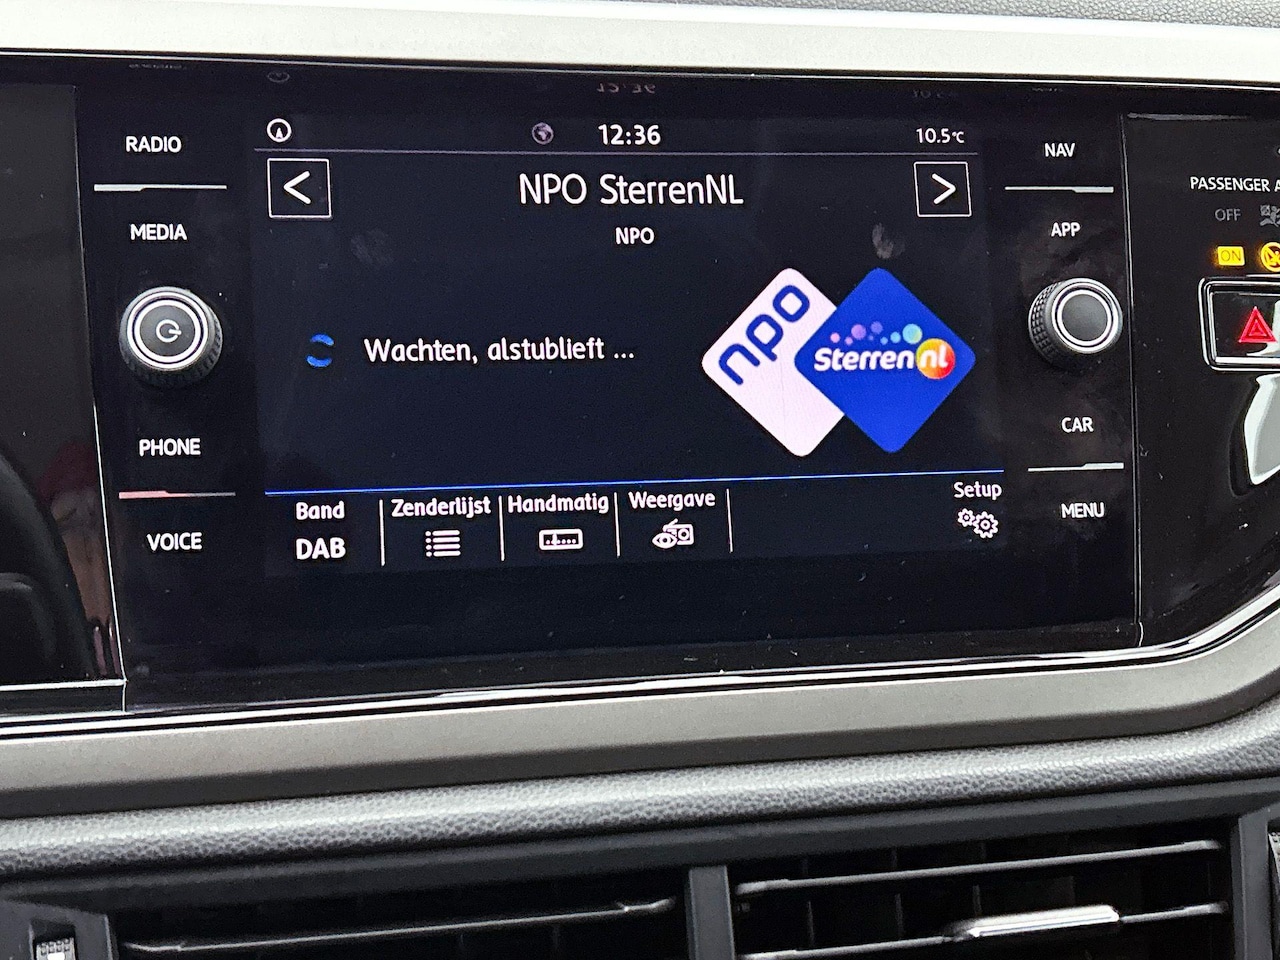 RADIO
MEDIA
PHONE
VOICE
12:36
10.5°C
NPO SterrenNL
NPO
Wachten, alstublieft ...
npo
Sterren nl
Band
DAB
Zenderlijst
Handmatig
Weergave
Setup
NAV
APP
CAR
MENU
PASSENGER A
OFF
ON